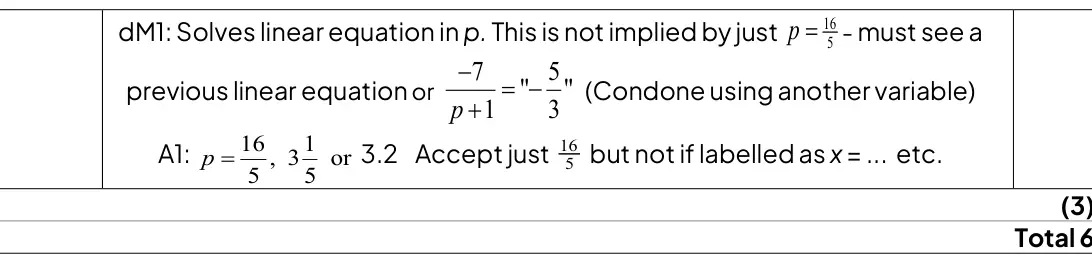 dM1: Solves linear equation in p. This is not implied by just p = 16/5 - must see a
previous linear equation or −7/(p+1) = "−5/3" (Condone using another variable)
A1: p = 16/5, 3 1/5 or 3.2 Accept just 16/5 but not if labelled as x = ... etc.
(3)
Total 6